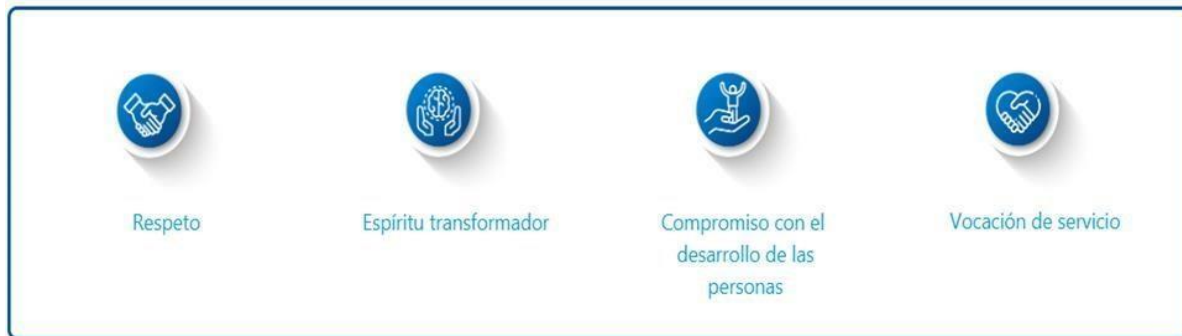 Respeto
Espíritu transformador
Compromiso con el
desarrollo de las
personas
Vocación de servicio